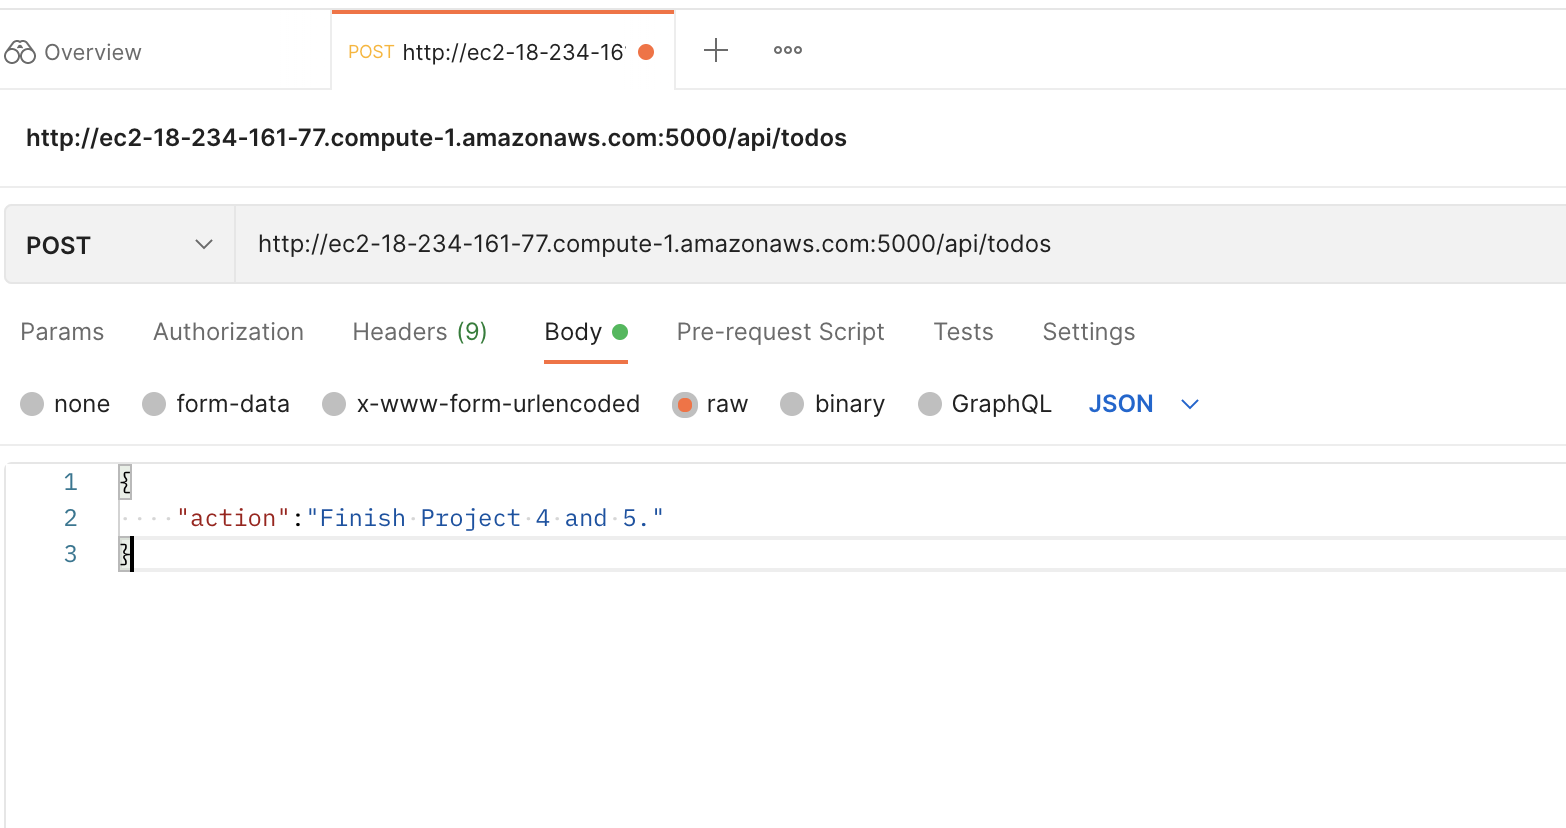 Overview
POST http://ec2-18-234-16
http://ec2-18-234-161-77.compute-1.amazonaws.com:5000/api/todos
POST http://ec2-18-234-161-77.compute-1.amazonaws.com:5000/api/todos
Params Authorization Headers (9) Body Pre-request Script Tests Settings
none form-data x-www-form-urlencoded raw binary GraphQL JSON
1 {
2 "action":"Finish Project 4 and 5."
3 }